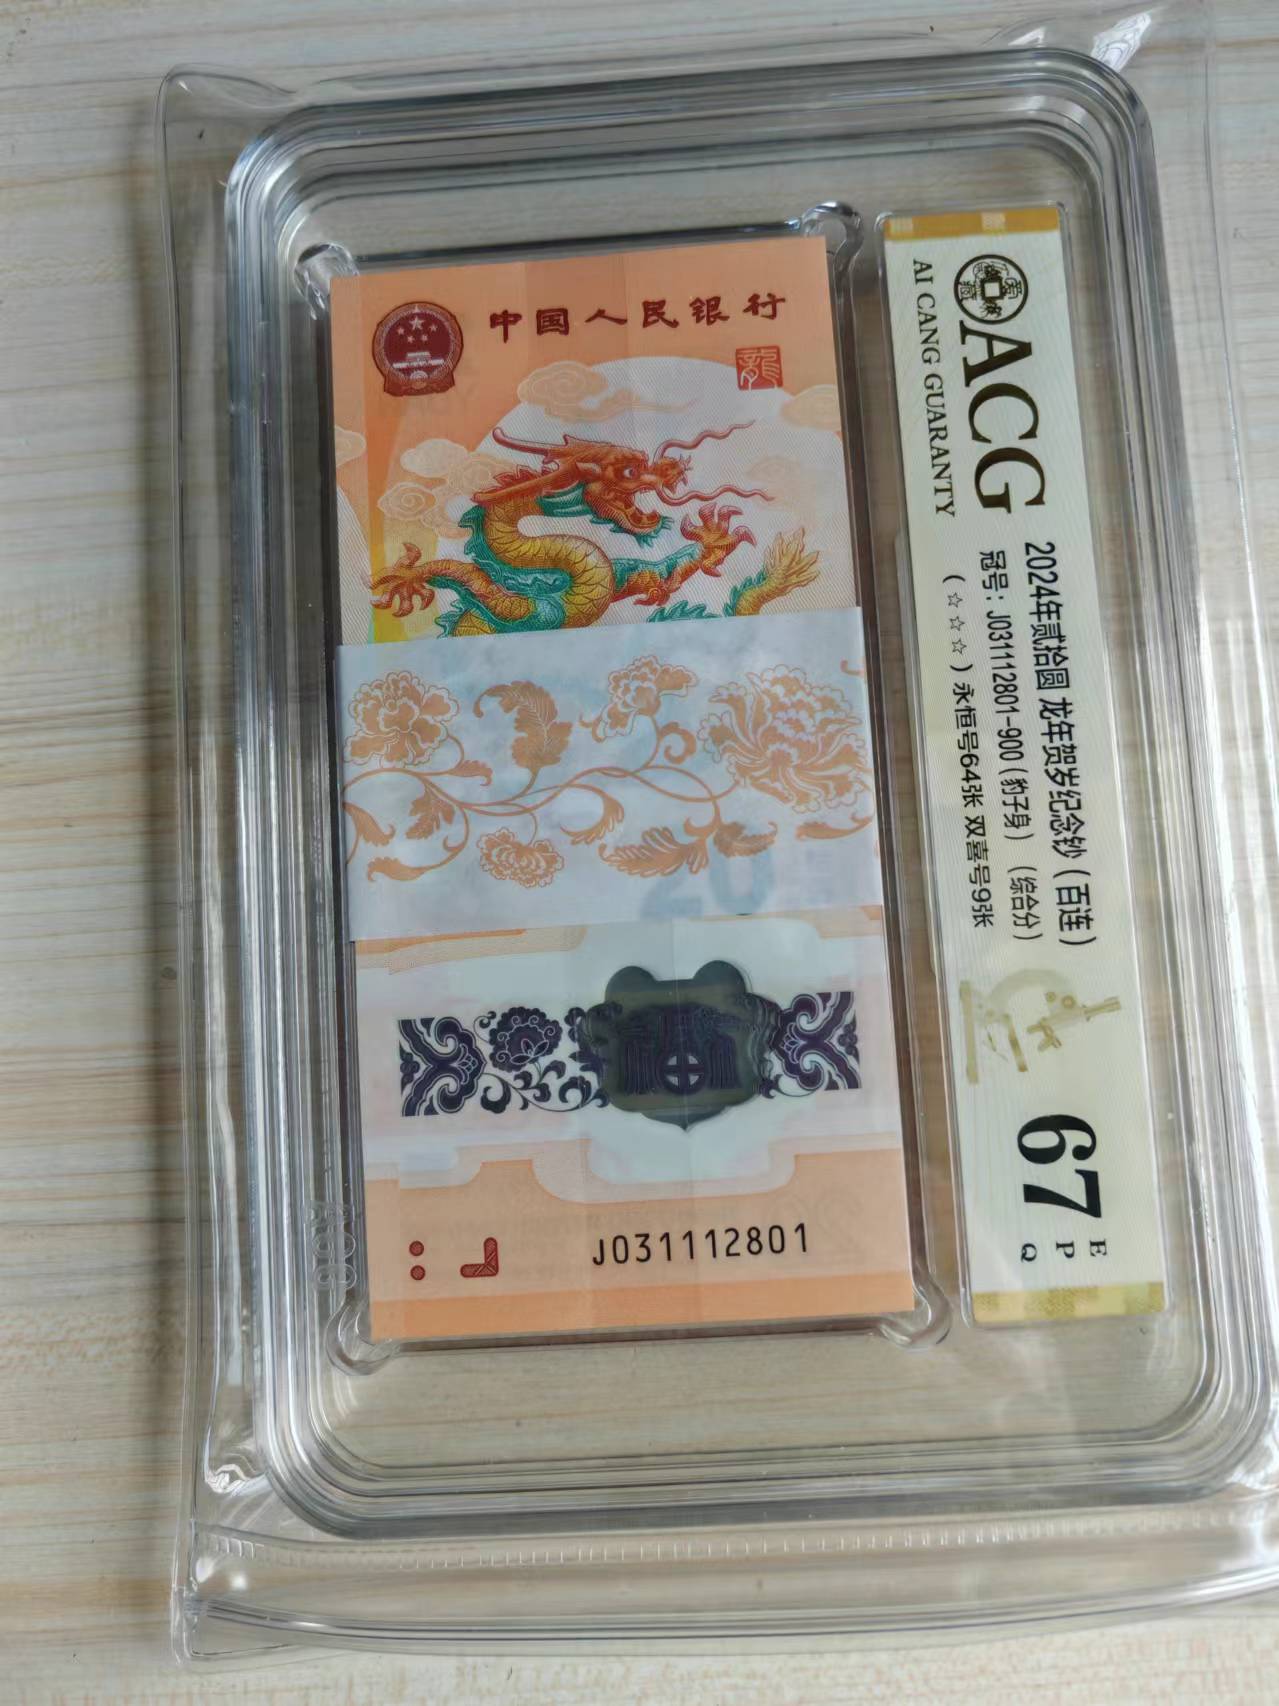 中国人民银行
龍
J031112801
ACG
AI CANG GUARANTY
2024年贰拾圆 龙年贺岁纪念钞（百连）
冠号：J031112801-900（豹子身）（综合分）
（☆☆☆）永恒号64张 双喜号9张
67
E
P
Q
ACG